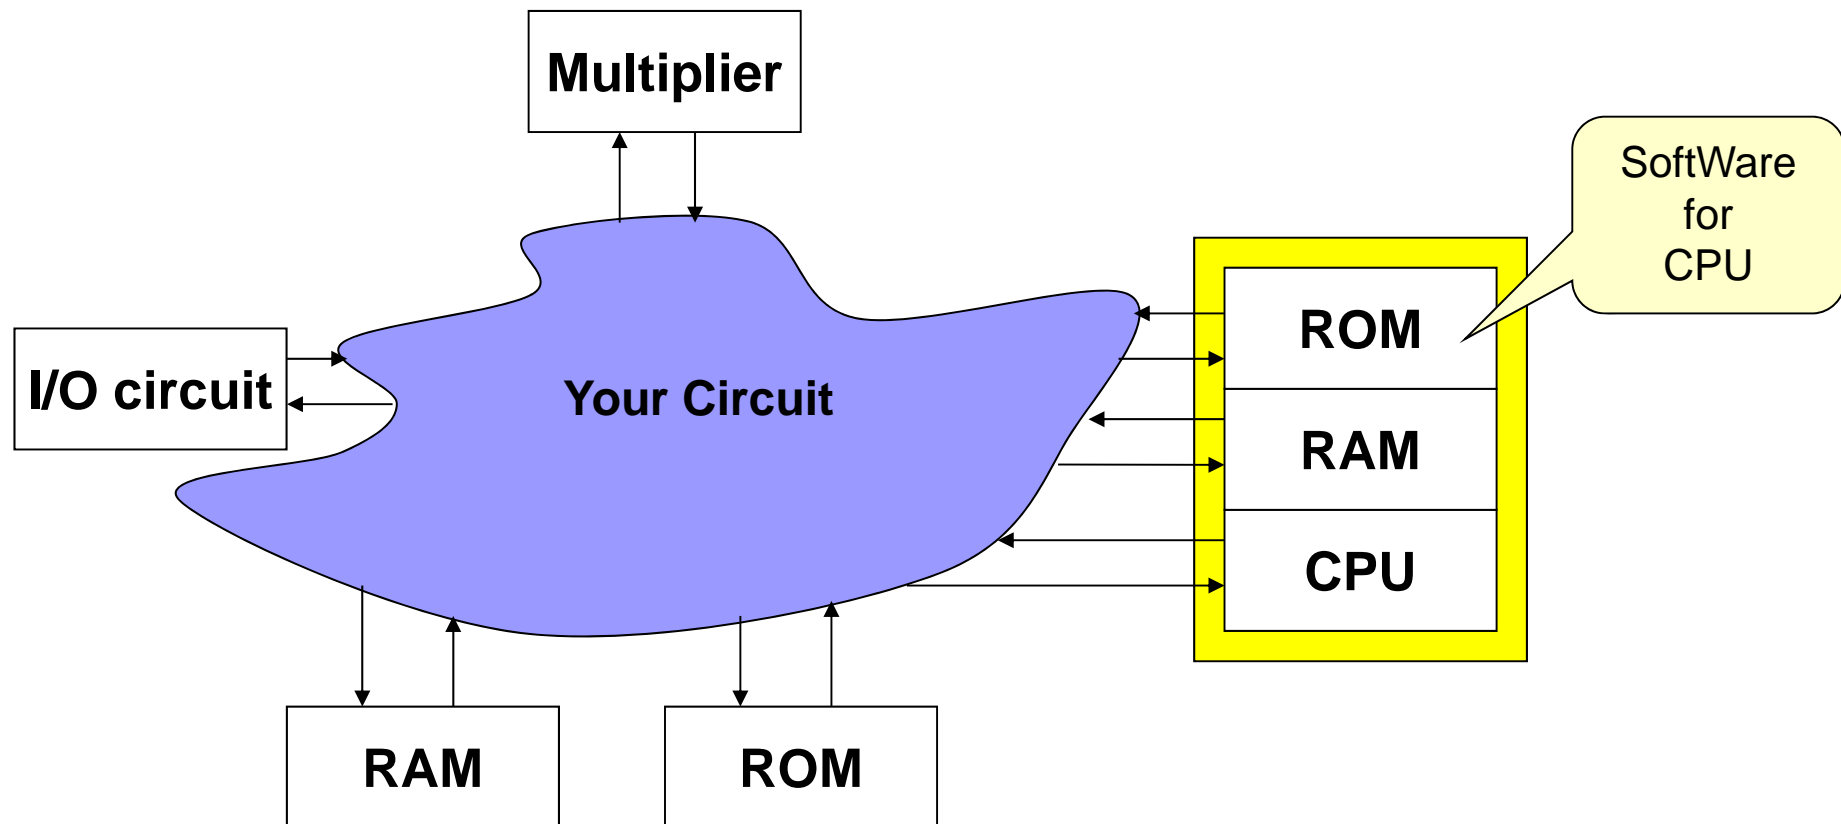 Multiplier
SoftWare
for
CPU
ROM
I/O circuit
Your Circuit
RAM
CPU
RAM
ROM